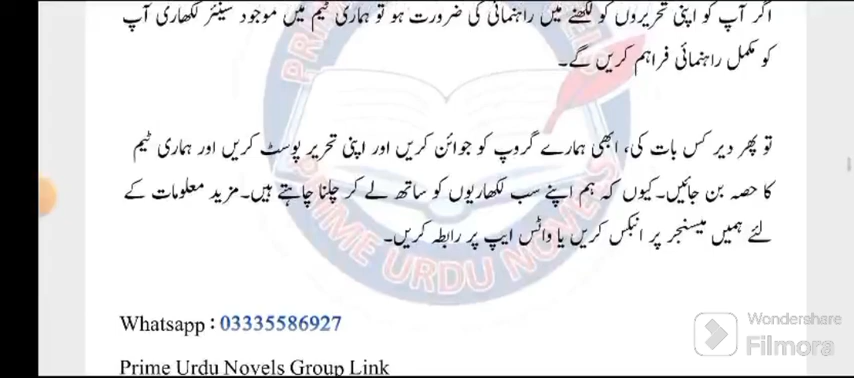 اگر آپ کو اپنی تحریروں کو لکھنے میں راہنمائی کی ضرورت ہو تو ہماری ٹیم میں موجود سینئر لکھاری آپ
کو مکمل راہنمائی فراہم کریں گے۔
تو پھر دیر کس بات کی، ابھی ہمارے گروپ کو جوائن کریں اور اپنی تحریر پوسٹ کریں اور ہماری ٹیم
کا حصہ بن جائیں۔ کیوں کہ ہم اپنے سب لکھاریوں کو ساتھ لے کر چلنا چاہتے ہیں۔ مزید معلومات کے
لئے ہمیں میسنجر پر انبکس کریں یا واٹس ایپ پر رابطہ کریں۔
PRIME URDU NOVELS
Whatsapp : 03335586927
Prime Urdu Novels Group Link
Wondershare
Filmora